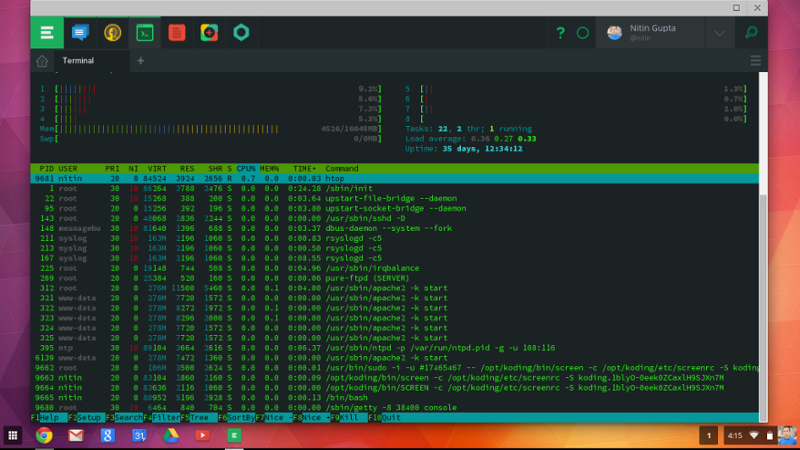 Nitin Gupta
@nitin
Terminal
1 [||||||||| 9.2%] 5 [|| 1.3%]
2 [||||||| 8.6%] 6 [| 0.7%]
3 [|||||| 7.3%] 7 [|| 2.0%]
4 [|||| 5.3%] 8 [ 0.0%]
Mem[ 4526/16043MB] Tasks: 22, 2 thr; 1 running
Swp[ 0/0MB] Load average: 0.36 0.27 0.33
Uptime: 35 days, 12:34:12
PID USER PRI NI VIRT RES SHR S CPU% MEM% TIME+ Command
9681 nitin 20 0 84524 3924 2656 R 0.7 0.0 0:00.03 htop
1 root 30 10 86264 3788 2476 S 0.0 0.0 0:24.28 /sbin/init
22 root 30 10 15268 388 200 S 0.0 0.0 0:03.64 upstart-file-bridge --daemon
95 root 20 0 15256 392 196 S 0.0 0.0 0:03.80 upstart-socket-bridge --daemon
143 root 20 0 48068 2836 2244 S 0.0 0.0 0:00.03 /usr/sbin/sshd -D
148 messagebu 30 10 81640 1396 688 S 0.0 0.0 0:03.37 dbus-daemon --system --fork
211 syslog 30 10 163M 2196 1060 S 0.0 0.0 0:00.83 rsyslogd -c5
213 syslog 30 10 163M 2196 1060 S 0.0 0.0 0:00.50 rsyslogd -c5
167 syslog 30 10 163M 2196 1060 S 0.0 0.0 0:08.55 rsyslogd -c5
225 root 20 0 19148 744 508 S 0.0 0.0 0:04.96 /usr/sbin/irqbalance
269 root 20 0 25384 520 160 S 0.0 0.0 0:00.06 pure-ftpd (SERVER)
312 root 20 0 276M 11500 5460 S 0.0 0.1 0:04.00 /usr/sbin/apache2 -k start
321 www-data 20 0 278M 7720 1572 S 0.0 0.0 0:00.00 /usr/sbin/apache2 -k start
322 www-data 20 0 278M 8272 1972 S 0.0 0.1 0:00.00 /usr/sbin/apache2 -k start
323 www-data 20 0 278M 8296 2000 S 0.0 0.1 0:00.00 /usr/sbin/apache2 -k start
324 www-data 20 0 278M 7720 1572 S 0.0 0.0 0:00.00 /usr/sbin/apache2 -k start
325 www-data 20 0 278M 7720 1572 S 0.0 0.0 0:00.00 /usr/sbin/apache2 -k start
395 ntp 30 10 89104 3664 2616 S 0.0 0.0 0:06.37 /usr/sbin/ntpd -p /var/run/ntpd.pid -g -u 108:116
6139 www-data 20 0 278M 7472 1360 S 0.0 0.0 0:00.00 /usr/sbin/apache2 -k start
9662 root 20 0 106M 3500 2624 S 0.0 0.0 0:00.01 /usr/bin/sudo -i -u #17465467 -- /opt/koding/bin/screen -c /opt/koding/etc/screenrc -S koding
9663 nitin 20 0 83104 2860 2160 S 0.0 0.0 0:00.09 /opt/koding/bin/screen -c /opt/koding/etc/screenrc -S koding.1blyO-0eek0ZCaxlH9SJXn7M
9664 nitin 20 0 83636 2116 1060 S 0.0 0.0 0:00.00 /opt/koding/bin/SCREEN -c /opt/koding/etc/screenrc -S koding.1blyO-0eek0ZCaxlH9SJXn7M
9665 nitin 20 0 80952 5196 2928 S 0.0 0.0 0:00.13 /bin/bash
9680 root 30 10 6464 840 704 S 0.0 0.0 0:00.00 /sbin/getty -8 38400 console
F1Help F2Setup F3Search F4Filter F5Tree F6SortBy F7Nice -F8Nice +F9Kill F10Quit
31
1 4:15